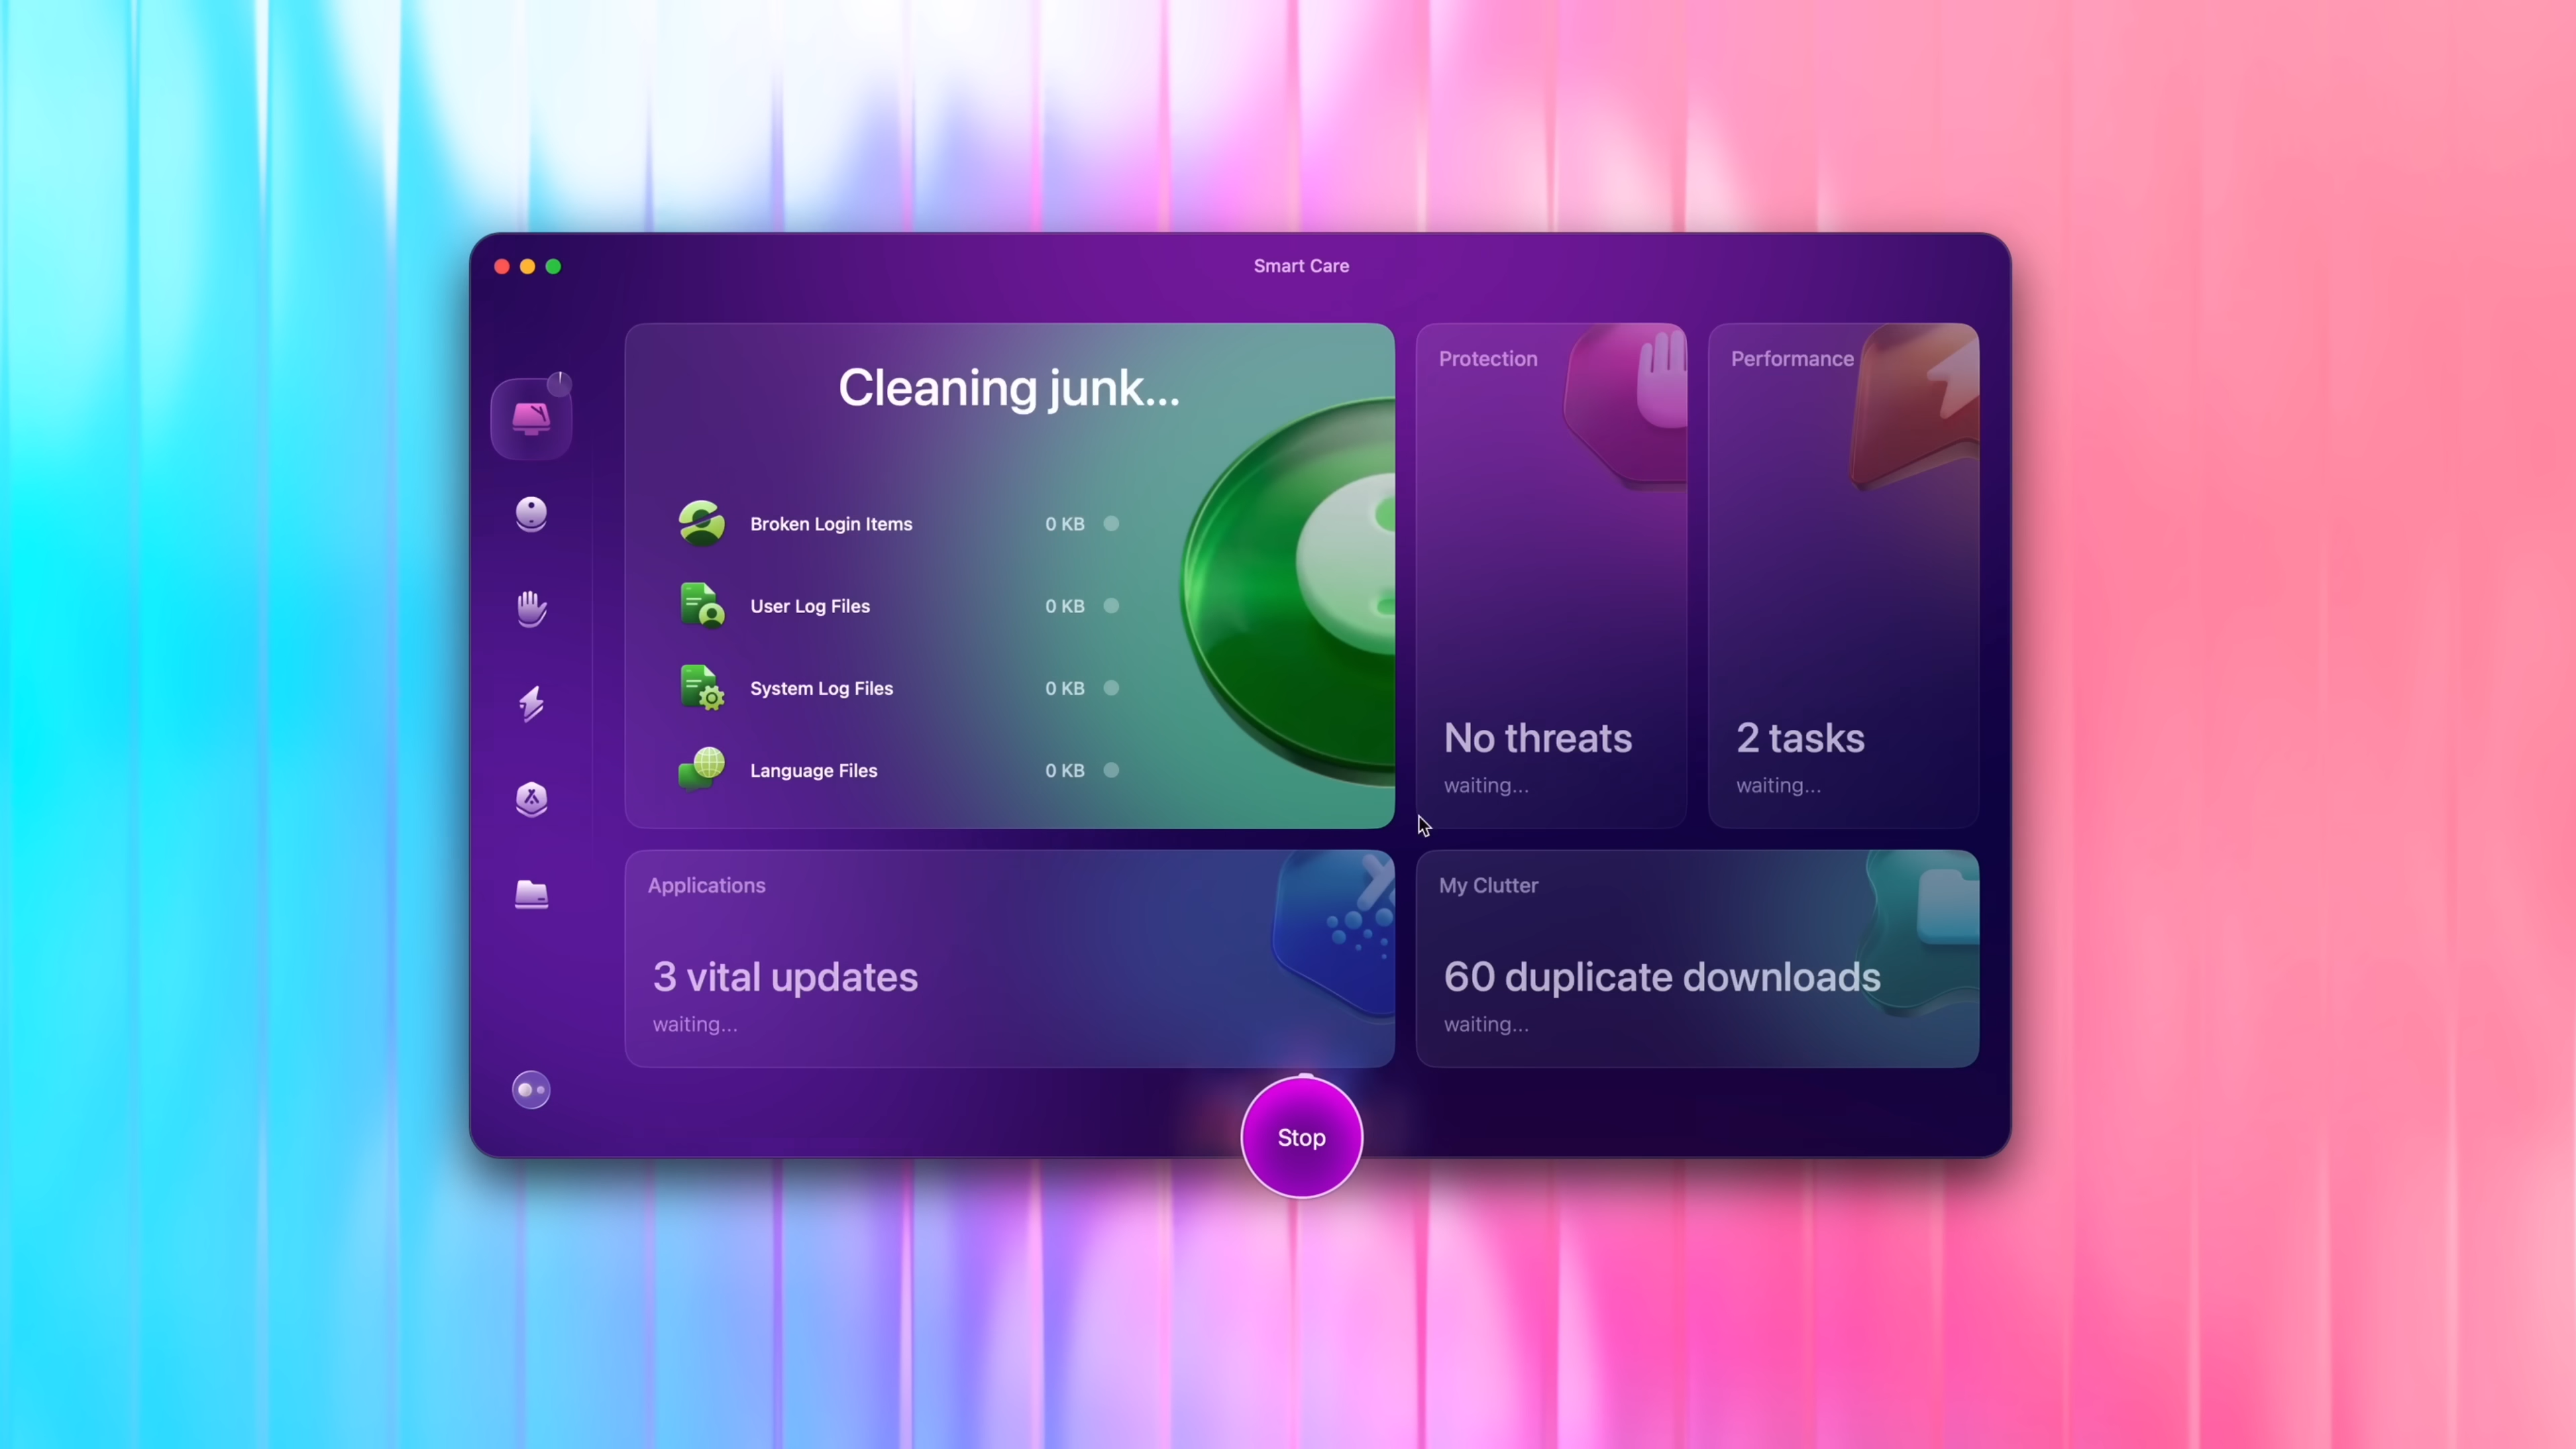 Smart Care
Cleaning junk...
Broken Login Items 0 KB
User Log Files 0 KB
System Log Files 0 KB
Language Files 0 KB
Protection
No threats
waiting...
Performance
2 tasks
waiting...
Applications
3 vital updates
waiting...
My Clutter
60 duplicate downloads
waiting...
Stop